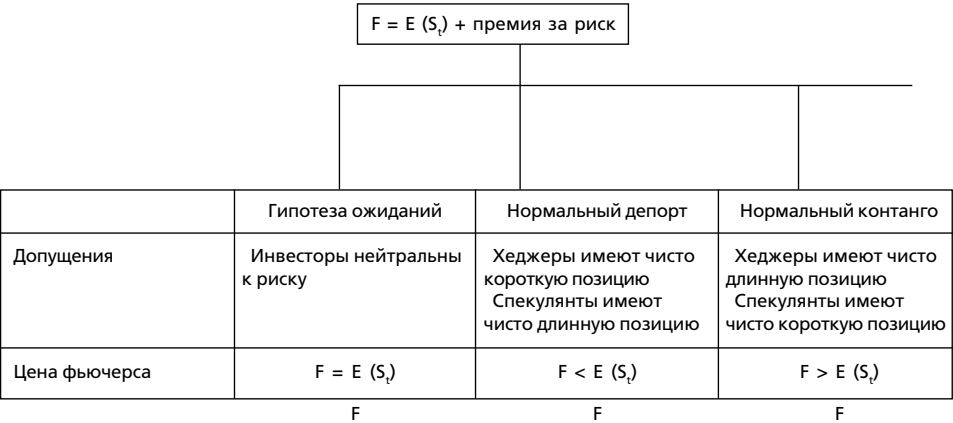 F = E (St) + премия за риск
Гипотеза ожиданий
Нормальный депорт
Нормальный контанго
Допущения
Инвесторы нейтральны
к риску
Хеджеры имеют чисто
короткую позицию
Спекулянты имеют
чисто длинную позицию
Хеджеры имеют чисто
длинную позицию
Спекулянты имеют
чисто короткую позицию
Цена фьючерса
F = E (St)
F < E (St)
F > E (St)
F
F
F